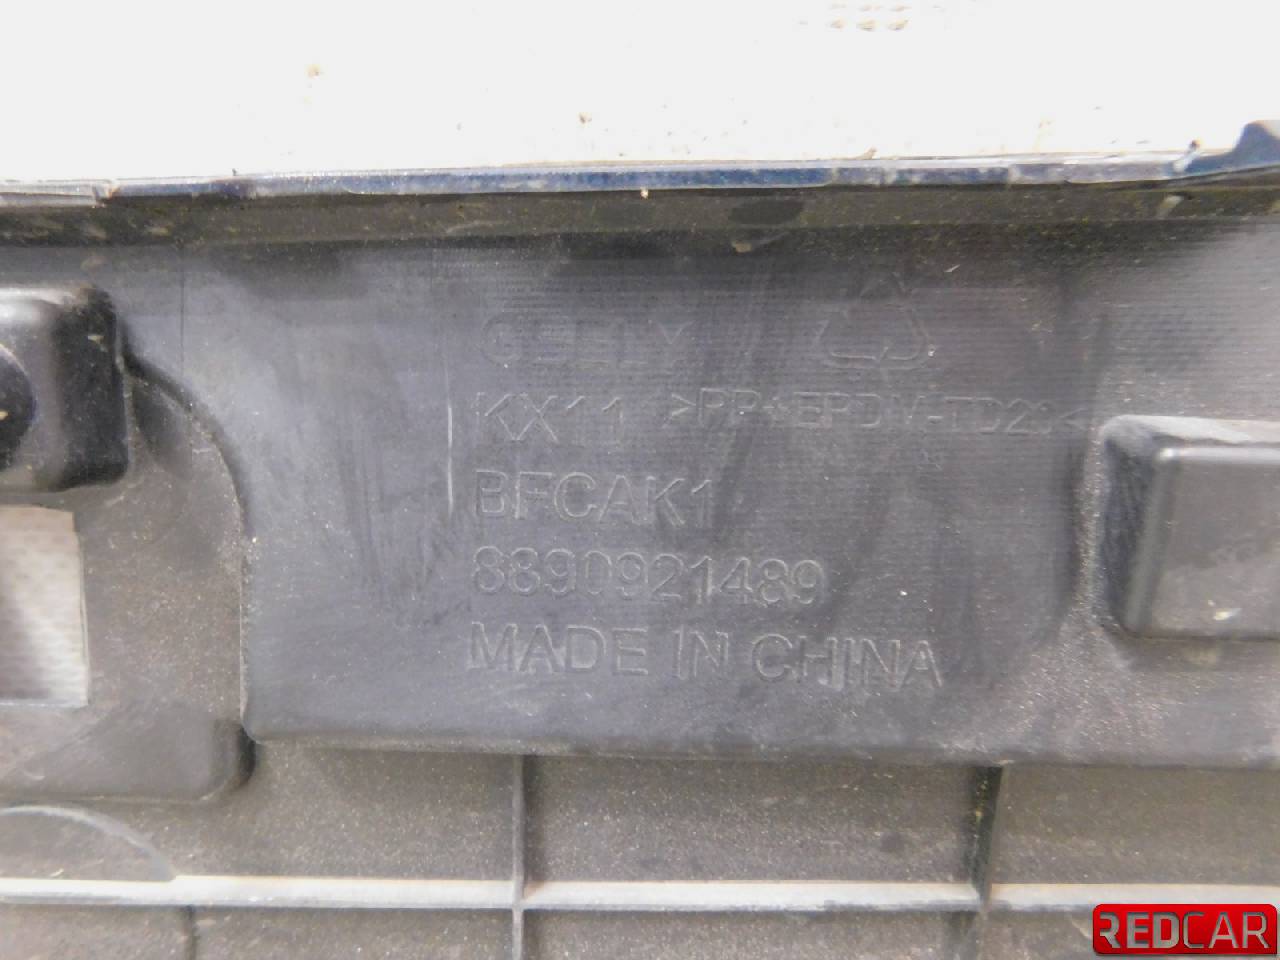 GEELY
KX11 >PP+EPDM-TD20<
BFCAK1
8890921489
MADE IN CHINA
REDCAR